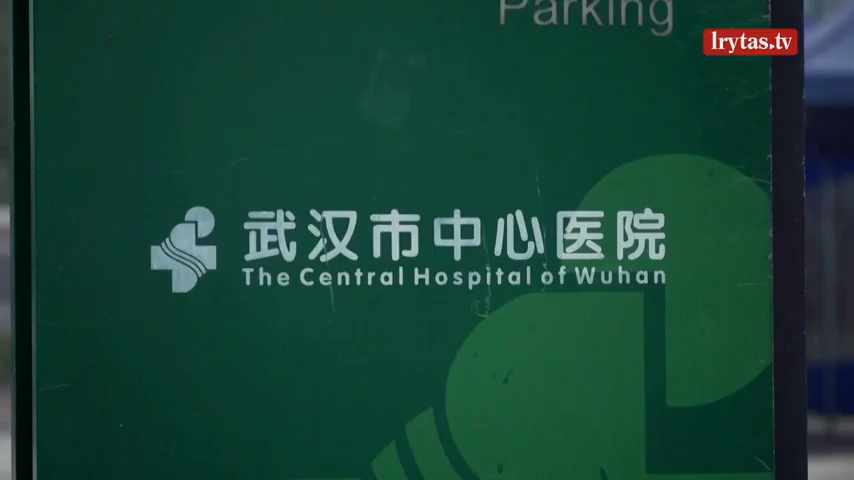 Parking
lrytas.tv
武汉市中心医院
The Central Hospital of Wuhan